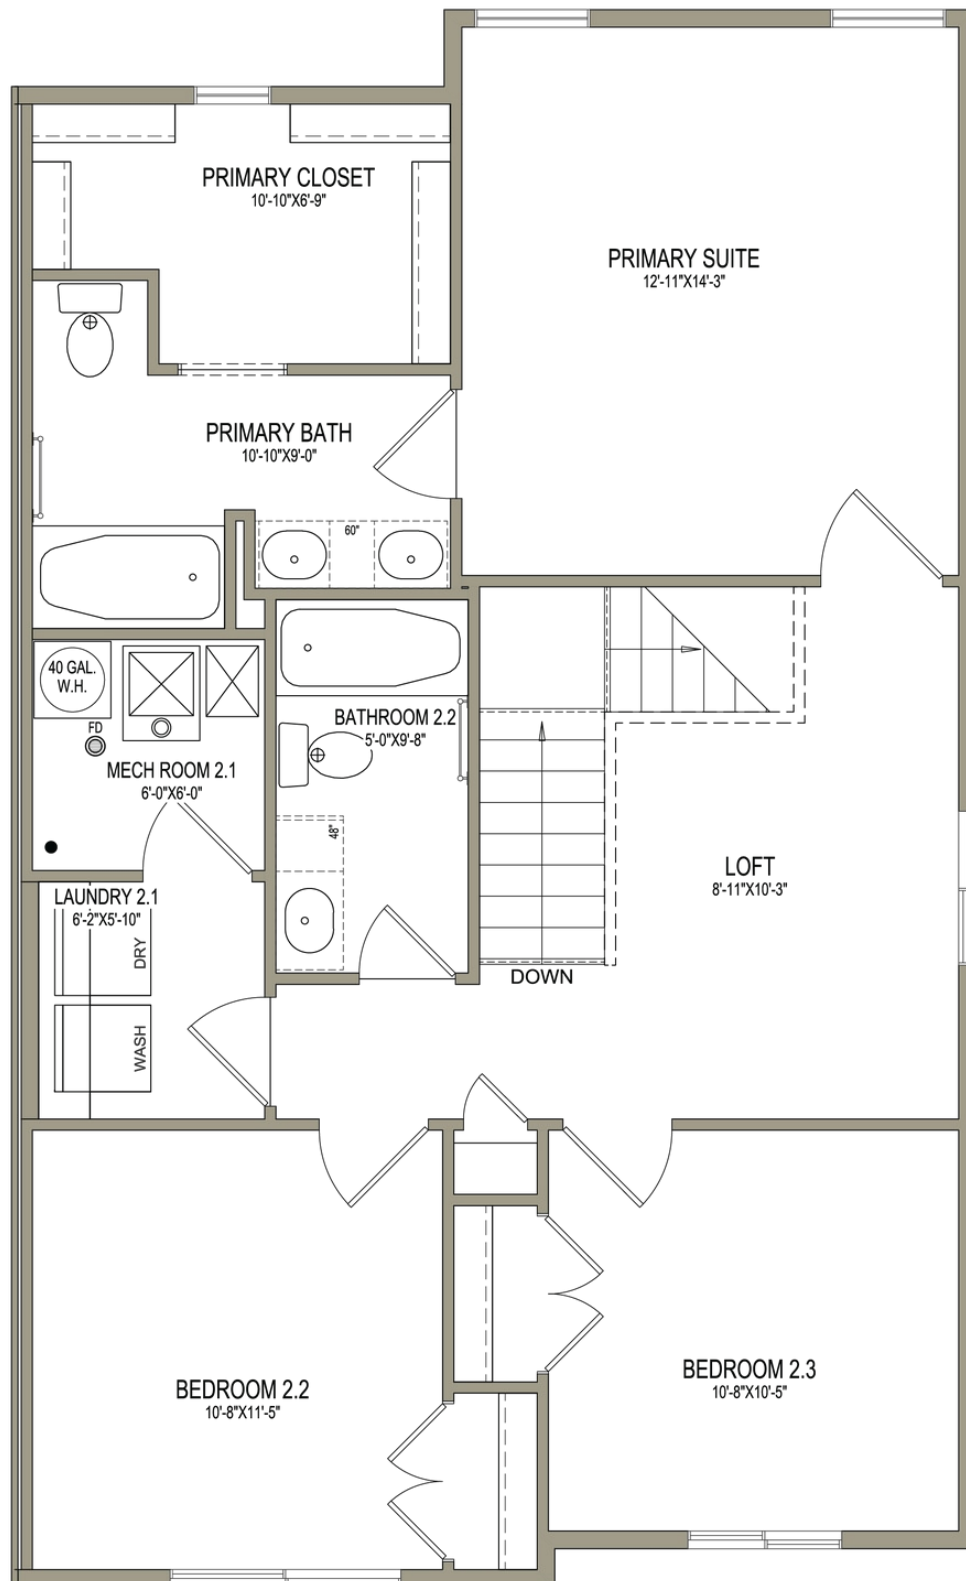 PRIMARY CLOSET
10'-10"X6'-9"
PRIMARY SUITE
12'-11"X14'-3"
PRIMARY BATH
10'-10"X9'-0"
60"
40 GAL.
W.H.
FD
MECH ROOM 2.1
6'-0"X6'-0"
BATHROOM 2.2
5'-0"X9'-8"
48"
LAUNDRY 2.1
6'-2"X5'-10"
DRY
WASH
LOFT
8'-11"X10'-3"
DOWN
BEDROOM 2.2
10'-8"X11'-5"
BEDROOM 2.3
10'-8"X10'-5"